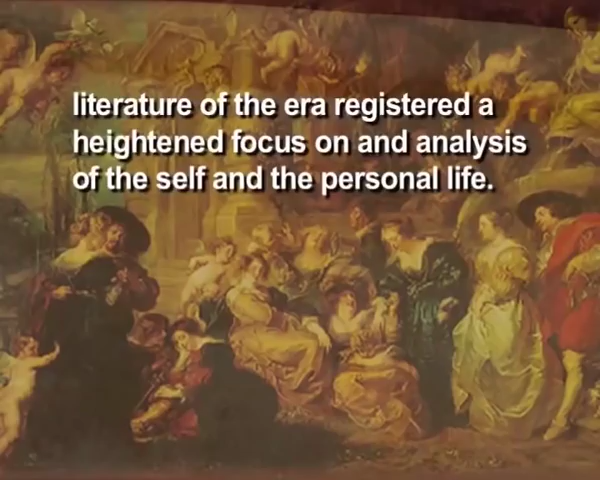 literature of the era registered a
heightened focus on and analysis
of the self and the personal life.